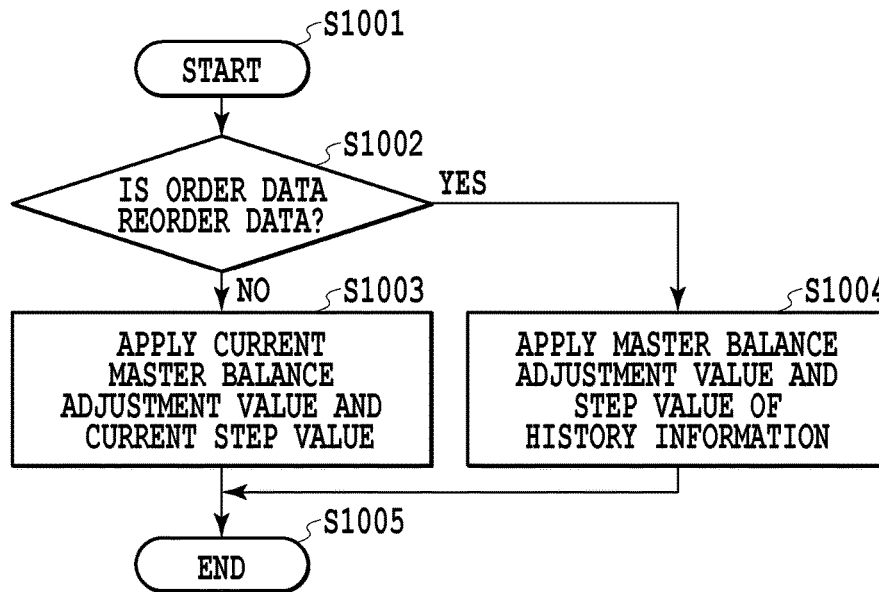 S1001
START
S1002
IS ORDER DATA
REORDER DATA?
YES
NO
S1003
APPLY CURRENT
MASTER BALANCE
ADJUSTMENT VALUE AND
CURRENT STEP VALUE
S1004
APPLY MASTER BALANCE
ADJUSTMENT VALUE AND
STEP VALUE OF
HISTORY INFORMATION
S1005
END